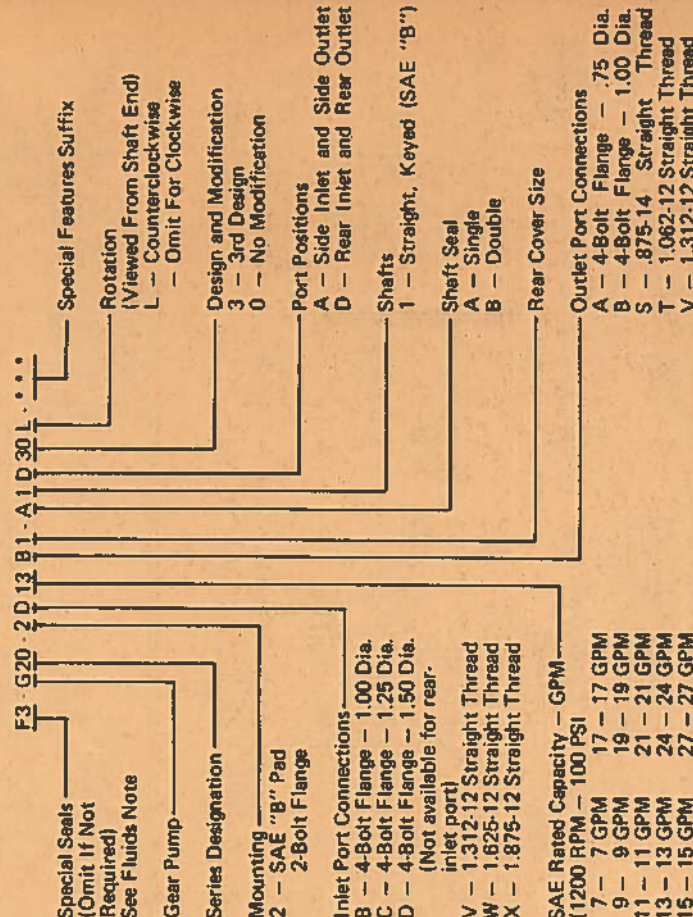 F3 - G20 - 2 D 13 B 1 - A 1 D 30 L - * * *
Special Seals
(Omit If Not
Required)
See Fluids Note
Gear Pump
Series Designation
Mounting
2 – SAE "B" Pad
2-Bolt Flange
Inlet Port Connections
B – 4-Bolt Flange – 1.00 Dia.
C – 4-Bolt Flange – 1.25 Dia.
D – 4-Bolt Flange – 1.50 Dia.
(Not available for rear-
inlet port)
V – 1.312-12 Straight Thread
W – 1.625-12 Straight Thread
X – 1.875-12 Straight Thread
SAE Rated Capacity – GPM
(1200 RPM – 100 PSI
7 – 7 GPM 17 – 17 GPM
9 – 9 GPM 19 – 19 GPM
11 – 11 GPM 21 – 21 GPM
13 – 13 GPM 24 – 24 GPM
15 – 15 GPM 27 – 27 GPM
Special Features Suffix
Rotation
(Viewed From Shaft End)
L – Counterclockwise
– Omit For Clockwise
Design and Modification
3 – 3rd Design
0 – No Modification
Port Positions
A – Side Inlet and Side Outlet
D – Rear Inlet and Rear Outlet
Shafts
1 – Straight, Keyed (SAE "B")
Shaft Seal
A – Single
B – Double
Rear Cover Size
Outlet Port Connections
A – 4-Bolt Flange – .75 Dia.
B – 4-Bolt Flange – 1.00 Dia.
S – .875-14 Straight Thread
T – 1.062-12 Straight Thread
V – 1.312-12 Straight Thread